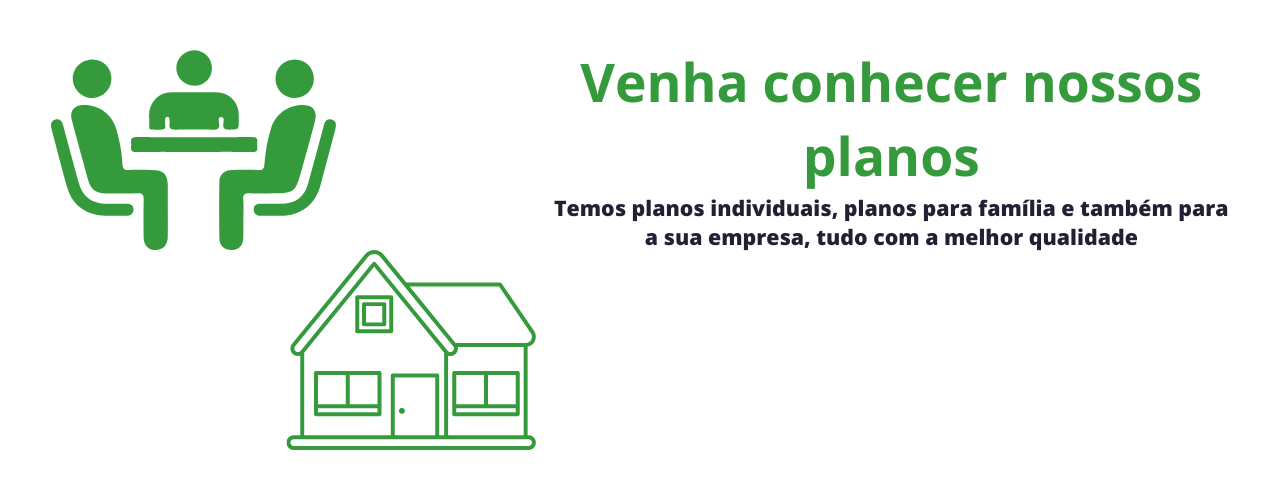 Venha conhecer nossos
planos
Temos planos individuais, planos para família e também para
a sua empresa, tudo com a melhor qualidade